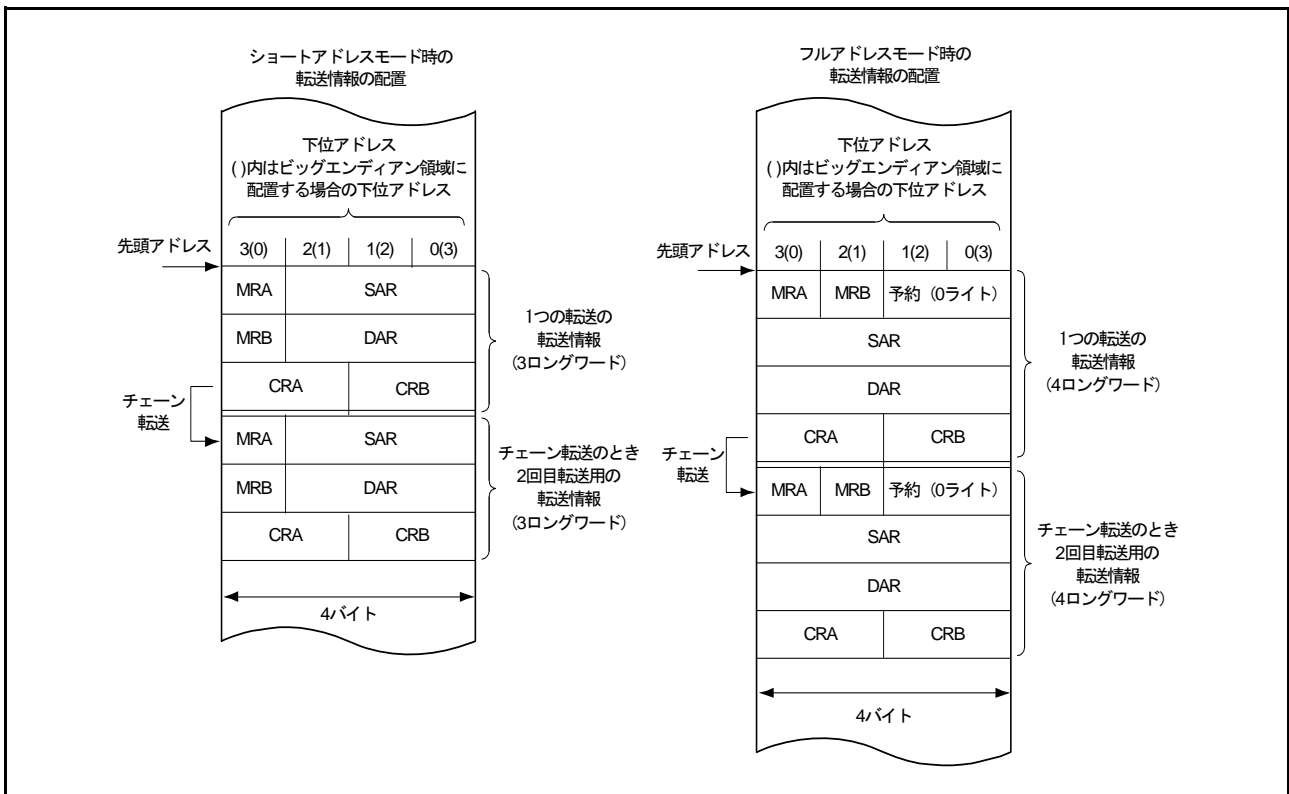 ショートアドレスモード時の
転送情報の配置
下位アドレス
( )内はビッグエンディアン領域に
配置する場合の下位アドレス
先頭アドレス
3(0) 2(1) 1(2) 0(3)
MRA SAR
MRB DAR
CRA CRB
1つの転送の
転送情報
(3ロングワード)
チェーン
転送
MRA SAR
MRB DAR
CRA CRB
チェーン転送のとき
2回目転送用の
転送情報
(3ロングワード)
4バイト
フルアドレスモード時の
転送情報の配置
下位アドレス
( )内はビッグエンディアン領域に
配置する場合の下位アドレス
先頭アドレス
3(0) 2(1) 1(2) 0(3)
MRA MRB 予約（0ライト）
SAR
DAR
CRA CRB
1つの転送の
転送情報
(4ロングワード)
チェーン
転送
MRA MRB 予約（0ライト）
SAR
DAR
CRA CRB
チェーン転送のとき
2回目転送用の
転送情報
(4ロングワード)
4バイト